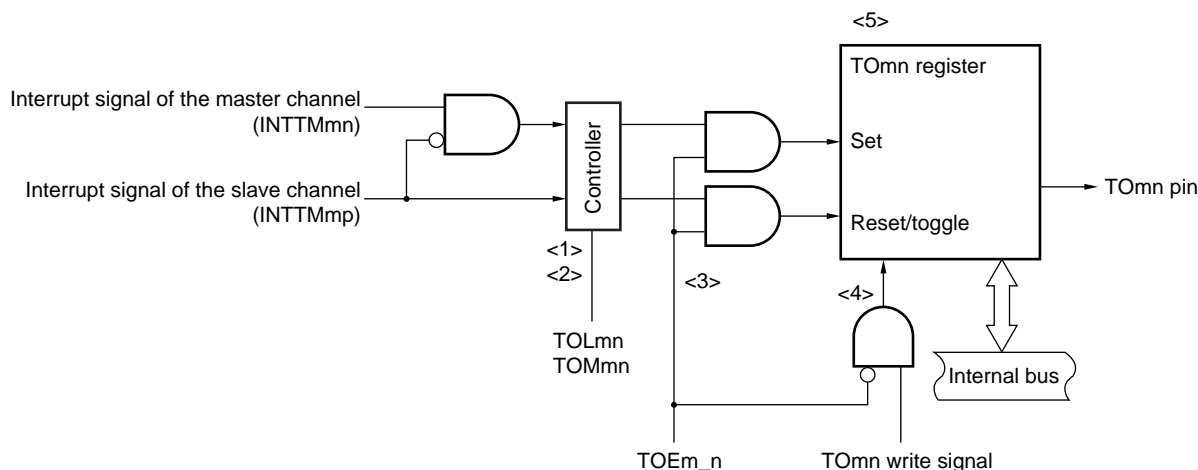 <5>
TOmn register
Interrupt signal of the master channel
(INTTMmn)
Controller
Set
Interrupt signal of the slave channel
(INTTMmp)
TOmn pin
Reset/toggle
<1>
<2>
<3>
<4>
TOLmn
TOMmn
Internal bus
TOEm_n
TOmn write signal